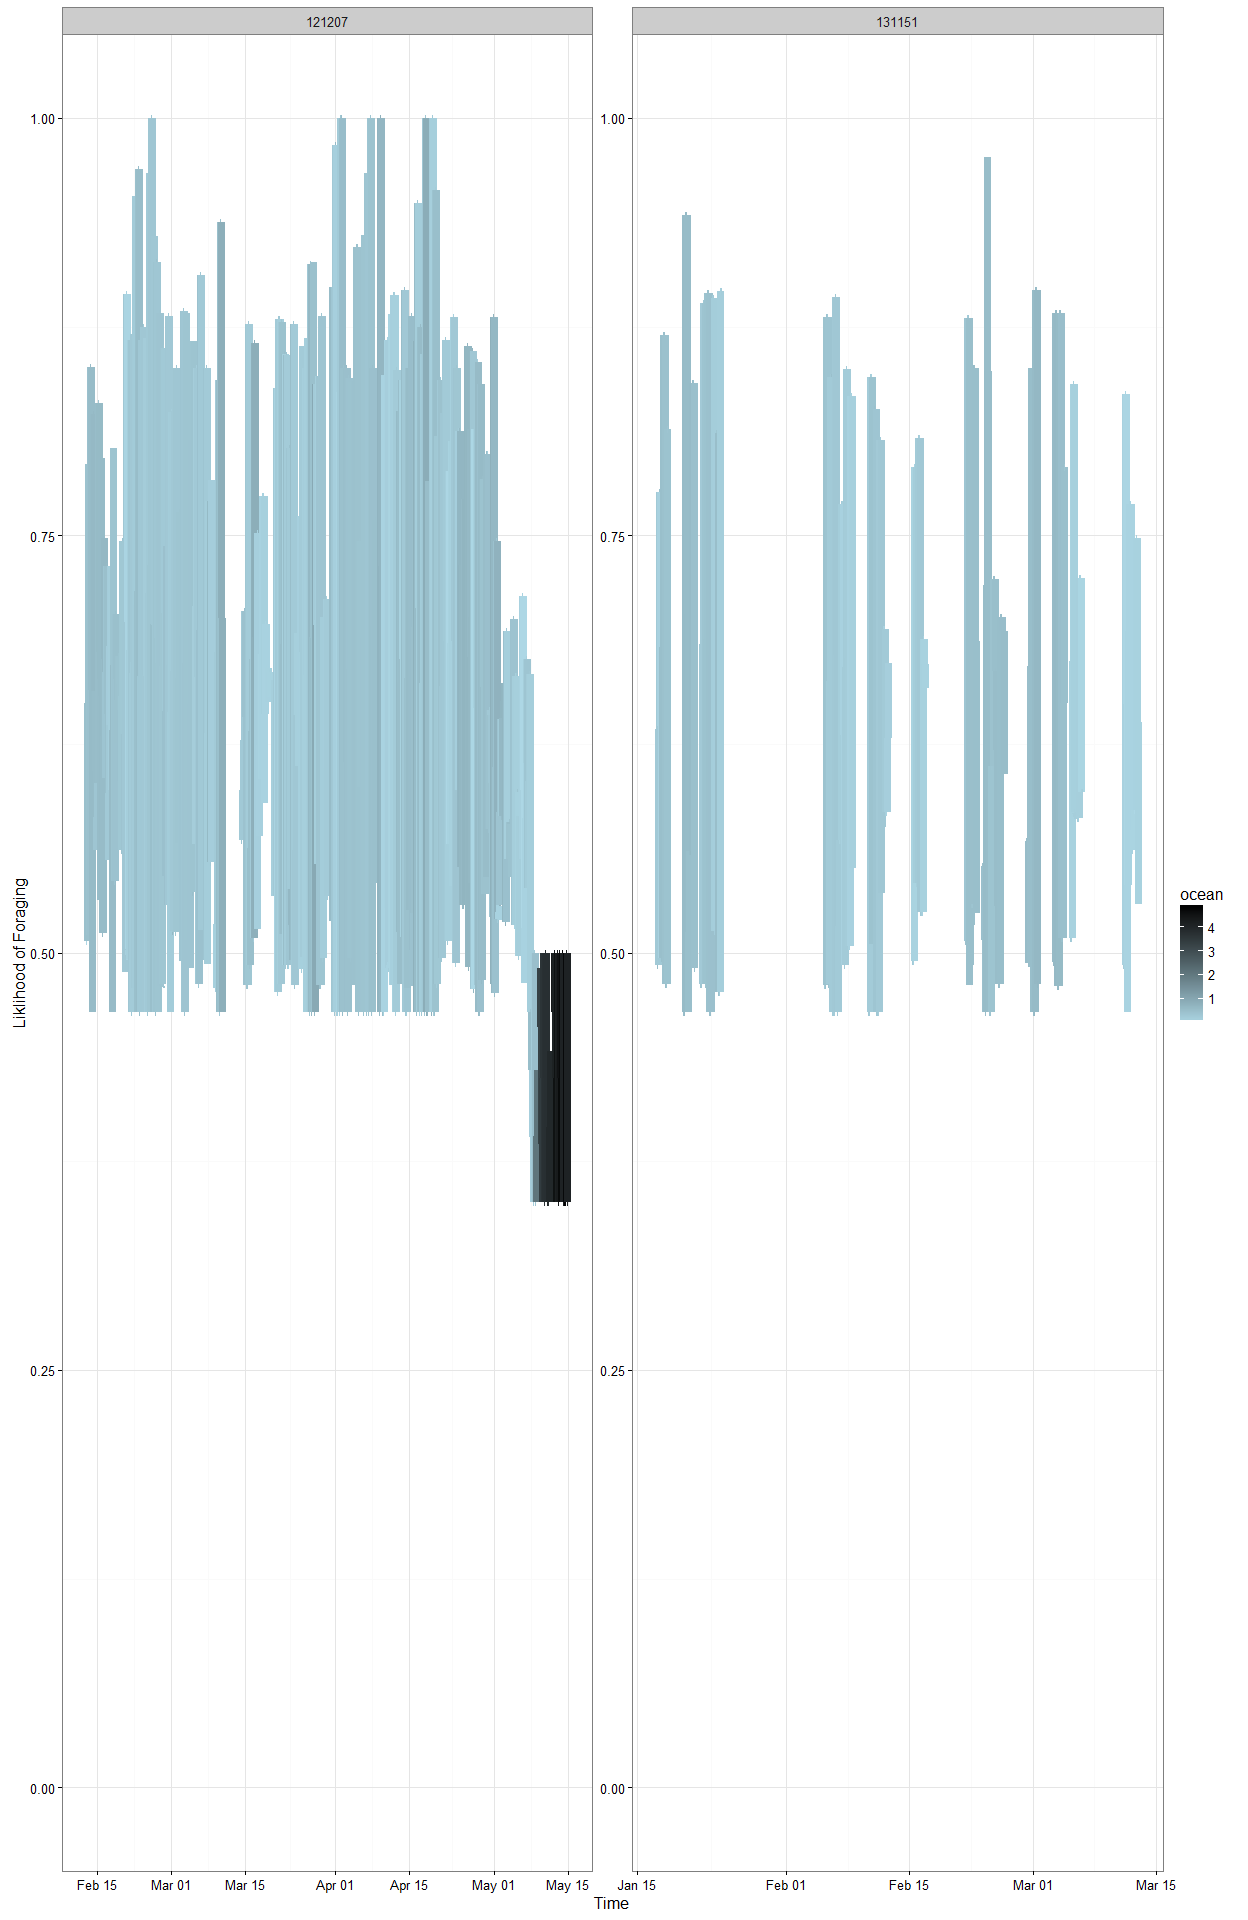 121207
131151
1.00
0.75
0.50
0.25
0.00
1.00
0.75
0.50
0.25
0.00
Liklihood of Foraging
Feb 15
Mar 01
Mar 15
Apr 01
Apr 15
May 01
May 15
Jan 15
Feb 01
Feb 15
Mar 01
Mar 15
Time
ocean
4
3
2
1